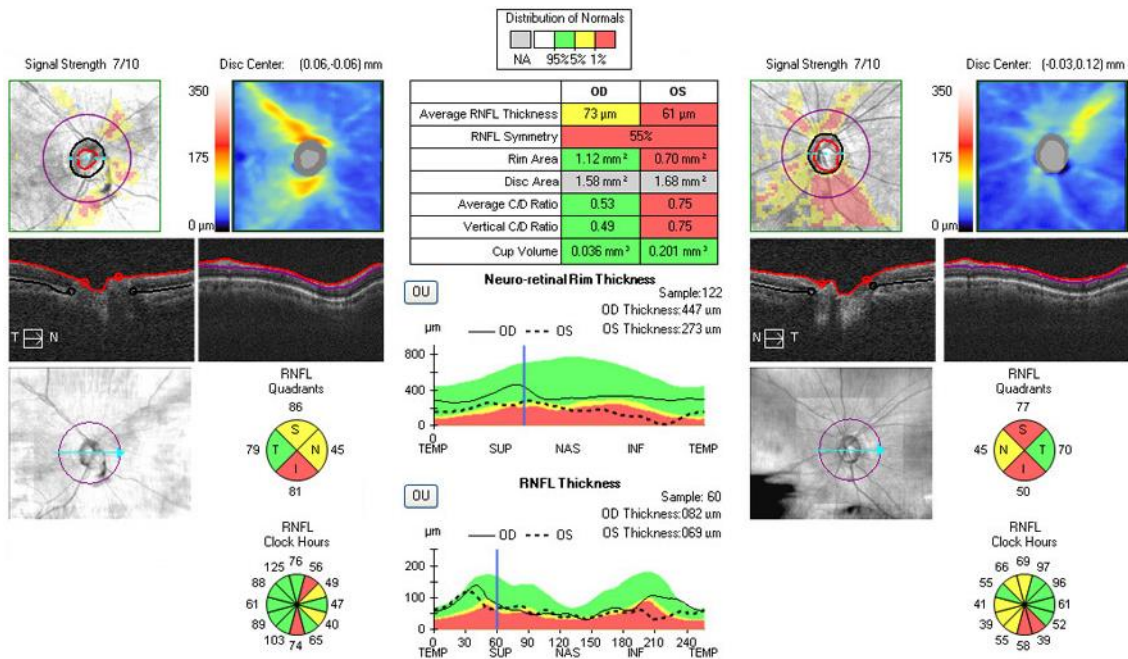 Distribution of Normals
NA 95% 5% 1%
Signal Strength 7/10
Disc Center: (0.06,-0.06) mm
350
175
0 µm
T → N
OD OS
Average RNFL Thickness 73 µm 61 µm
RNFL Symmetry 55%
Rim Area 1.12 mm² 0.70 mm²
Disc Area 1.58 mm² 1.68 mm²
Average C/D Ratio 0.53 0.75
Vertical C/D Ratio 0.49 0.75
Cup Volume 0.036 mm³ 0.201 mm³
Signal Strength 7/10
Disc Center: (-0.03,0.12) mm
350
175
0 µm
N → T
Neuro-retinal Rim Thickness
OU
Sample:122
OD Thickness:447 um
OS Thickness:273 um
µm
OD OS
800
400
0
TEMP SUP NAS INF TEMP
RNFL Thickness
OU
Sample: 60
OD Thickness:082 um
OS Thickness:069 um
µm
OD OS
200
100
0
0 30 60 90 120 150 180 210 240
TEMP SUP NAS INF TEMP
RNFL
Quadrants
86
S
79 T N 45
I
81
RNFL
Clock Hours
76
125 56
88 49
61 47
89 40
103 65
74
RNFL
Quadrants
77
S
45 N T 70
I
50
RNFL
Clock Hours
69
66 97
55 96
41 61
39 52
55 39
58